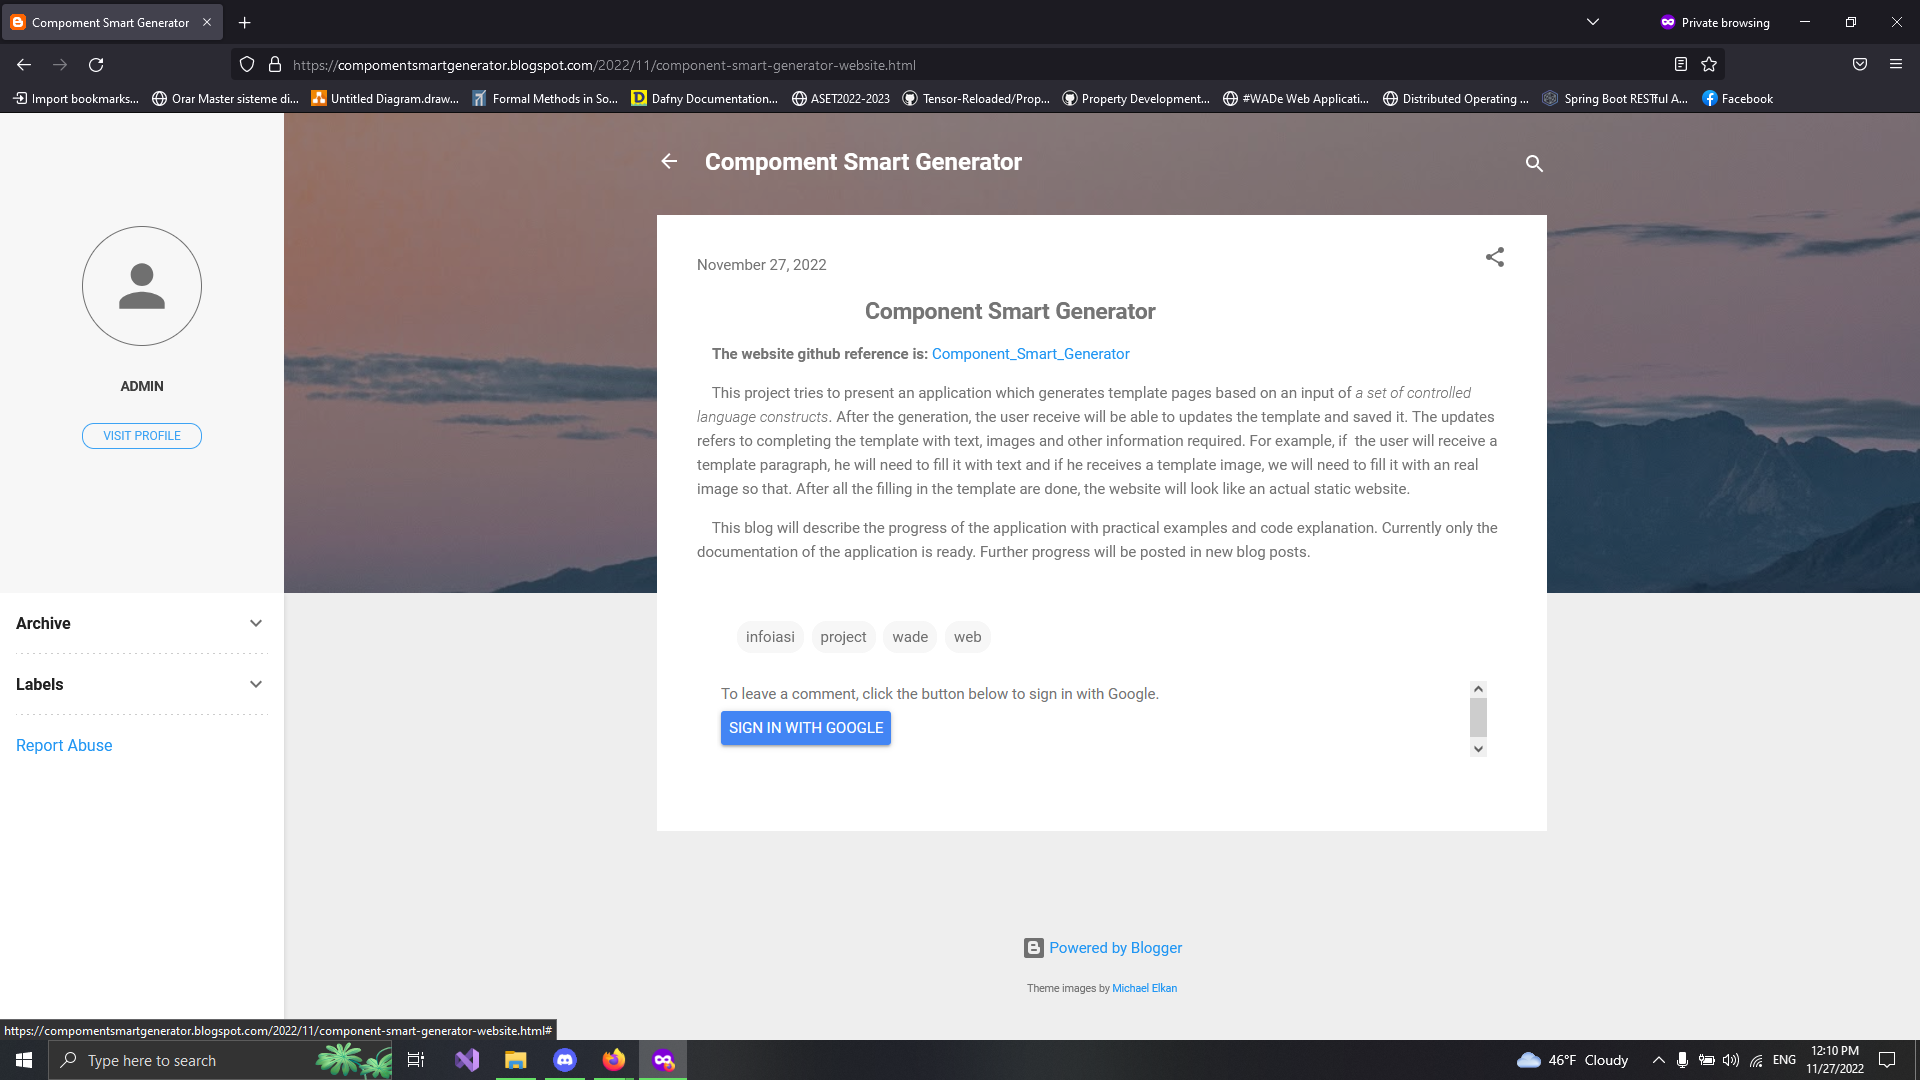 Compoment Smart Generator
Private browsing
https://compomentsmartgenerator.blogspot.com/2022/11/component-smart-generator-website.html
Import bookmarks... Orar Master sisteme di... Untitled Diagram.draw... Formal Methods in So... Dafny Documentation... ASET2022-2023 Tensor-Reloaded/Prop... Property Development... #WADe Web Applicati... Distributed Operating ... Spring Boot RESTful A... Facebook
Compoment Smart Generator
ADMIN
VISIT PROFILE
Archive
Labels
Report Abuse
November 27, 2022
Component Smart Generator
The website github reference is: Component_Smart_Generator
This project tries to present an application which generates template pages based on an input of a set of controlled
language constructs. After the generation, the user receive will be able to updates the template and saved it. The updates
refers to completing the template with text, images and other information required. For example, if  the user will receive a
template paragraph, he will need to fill it with text and if he receives a template image, we will need to fill it with an real
image so that. After all the filling in the template are done, the website will look like an actual static website.
This blog will describe the progress of the application with practical examples and code explanation. Currently only the
documentation of the application is ready. Further progress will be posted in new blog posts.
infoiasi project wade web
To leave a comment, click the button below to sign in with Google.
SIGN IN WITH GOOGLE
Powered by Blogger
Theme images by Michael Elkan
https://compomentsmartgenerator.blogspot.com/2022/11/component-smart-generator-website.html#
Type here to search
46°F Cloudy
ENG
12:10 PM
11/27/2022